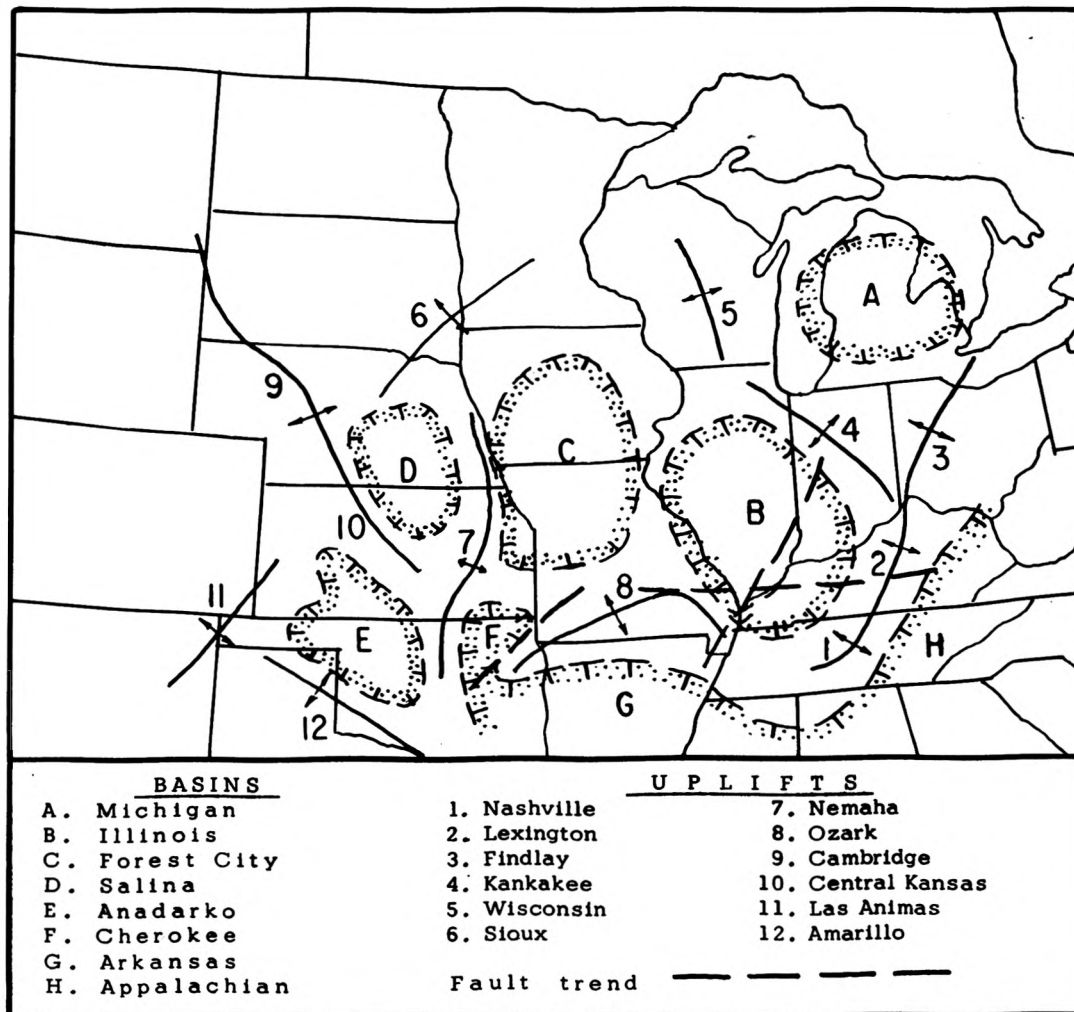 A
5
6
9
4
3
D
C
B
10
7
2
11
8
F
E
1
H
G
12
BASINS
A. Michigan
B. Illinois
C. Forest City
D. Salina
E. Anadarko
F. Cherokee
G. Arkansas
H. Appalachian
UPLIFTS
1. Nashville
2. Lexington
3. Findlay
4. Kankakee
5. Wisconsin
6. Sioux
7. Nemaha
8. Ozark
9. Cambridge
10. Central Kansas
11. Las Animas
12. Amarillo
Fault trend